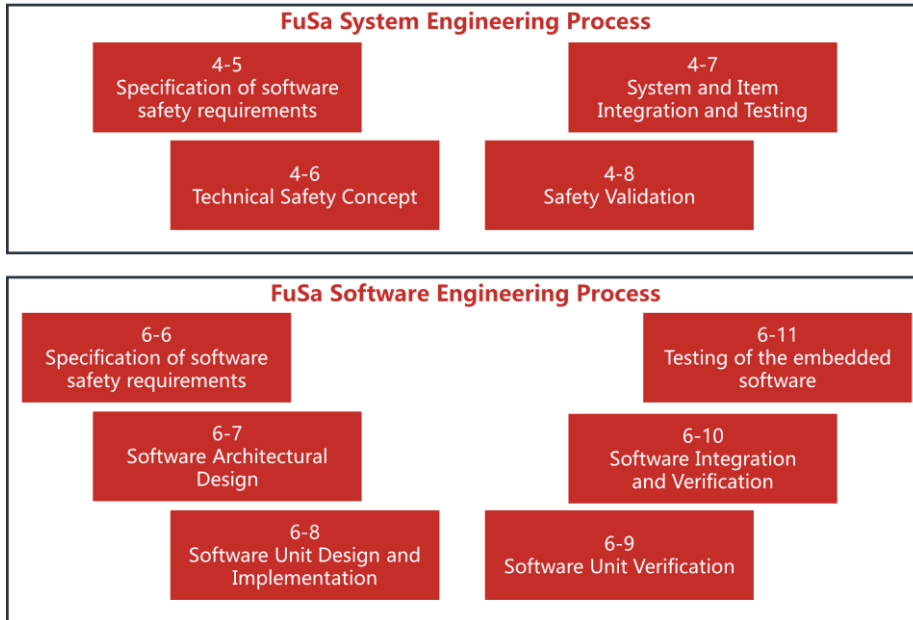 FuSa System Engineering Process
4-5
Specification of software
safety requirements
4-7
System and Item
Integration and Testing
4-6
Technical Safety Concept
4-8
Safety Validation
FuSa Software Engineering Process
6-6
Specification of software
safety requirements
6-11
Testing of the embedded
software
6-7
Software Architectural
Design
6-10
Software Integration
and Verification
6-8
Software Unit Design and
Implementation
6-9
Software Unit Verification